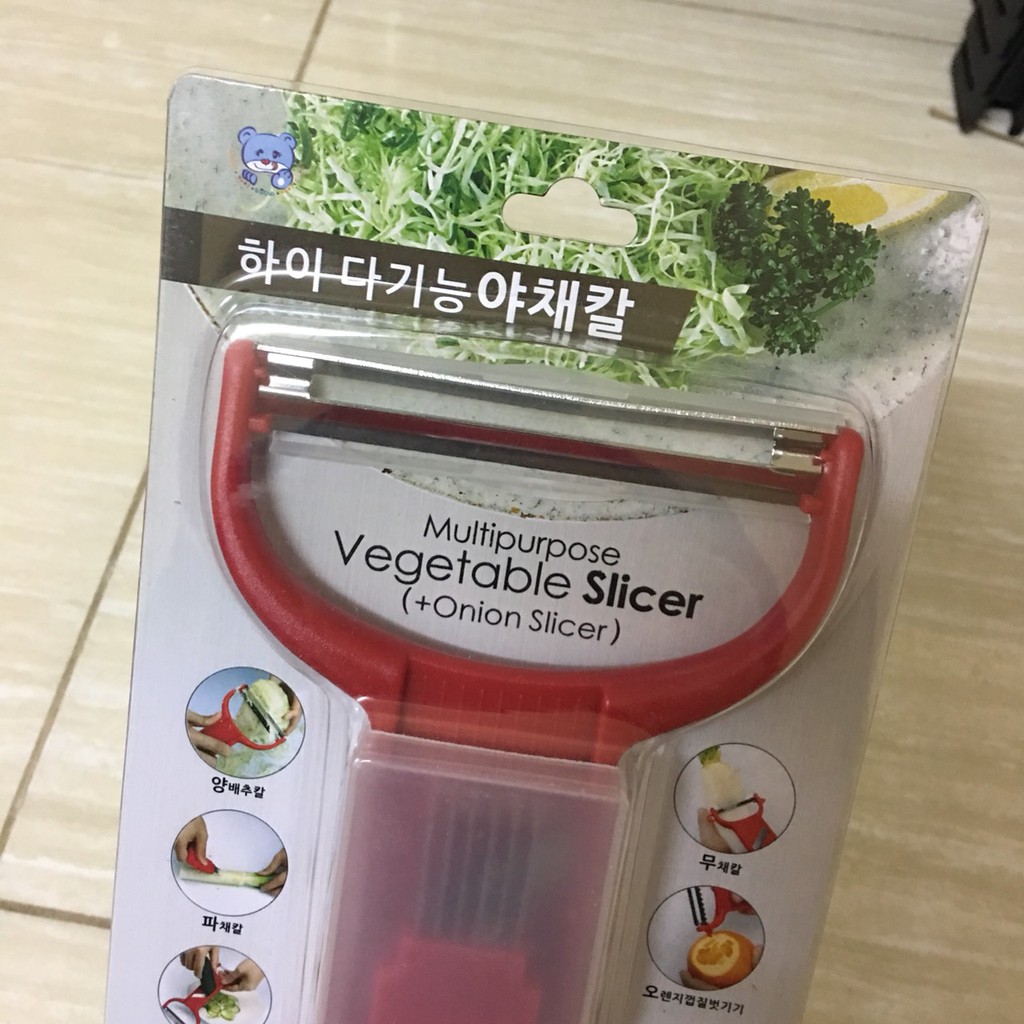 하이 다기능야채칼
Multipurpose
Vegetable Slicer
(+Onion Slicer)
양배추칼
파채칼
무채칼
오렌지껍질벗기기